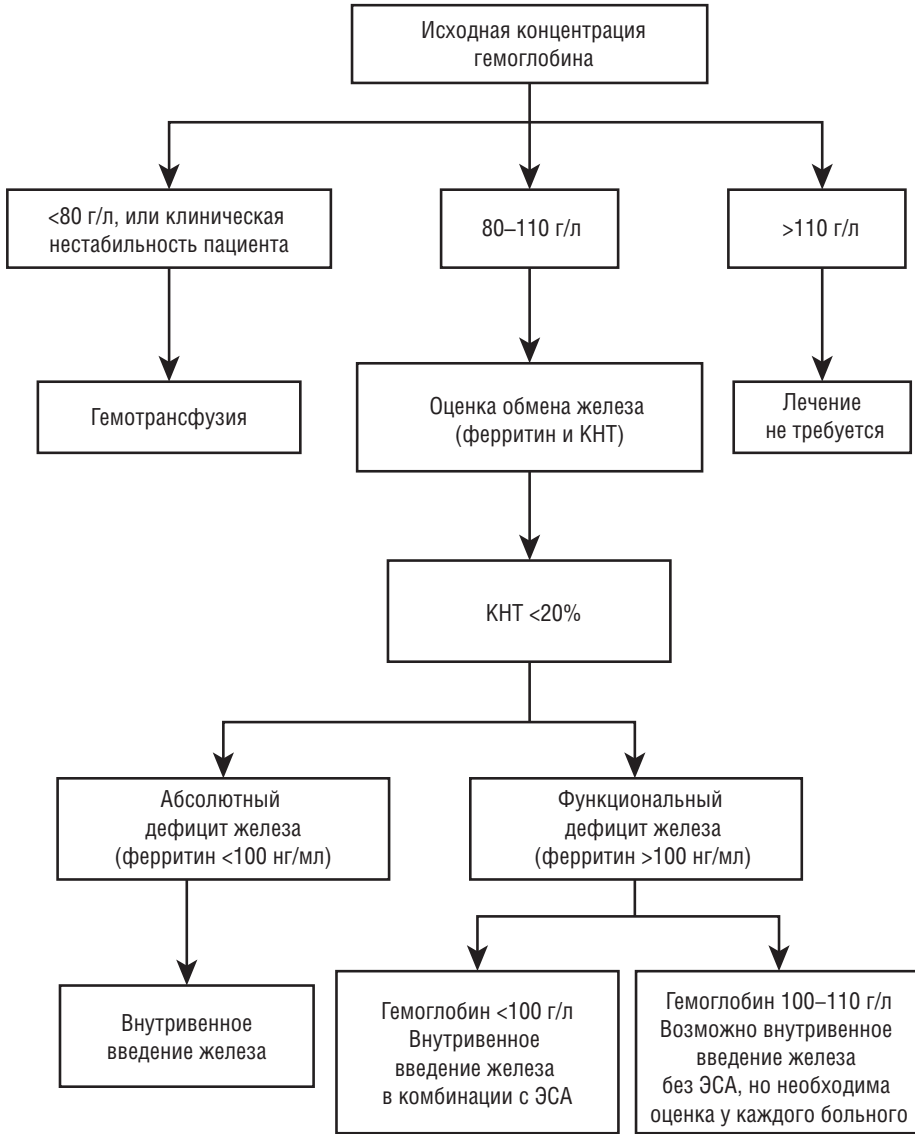 Исходная концентрация
гемоглобина
<80 г/л, или клиническая
нестабильность пациента
80–110 г/л
>110 г/л
Гемотрансфузия
Оценка обмена железа
(ферритин и КНТ)
Лечение
не требуется
КНТ <20%
Абсолютный
дефицит железа
(ферритин <100 нг/мл)
Функциональный
дефицит железа
(ферритин >100 нг/мл)
Внутривенное
введение железа
Гемоглобин <100 г/л
Внутривенное
введение железа
в комбинации с ЭСА
Гемоглобин 100–110 г/л
Возможно внутривенное
введение железа
без ЭСА, но необходима
оценка у каждого больного